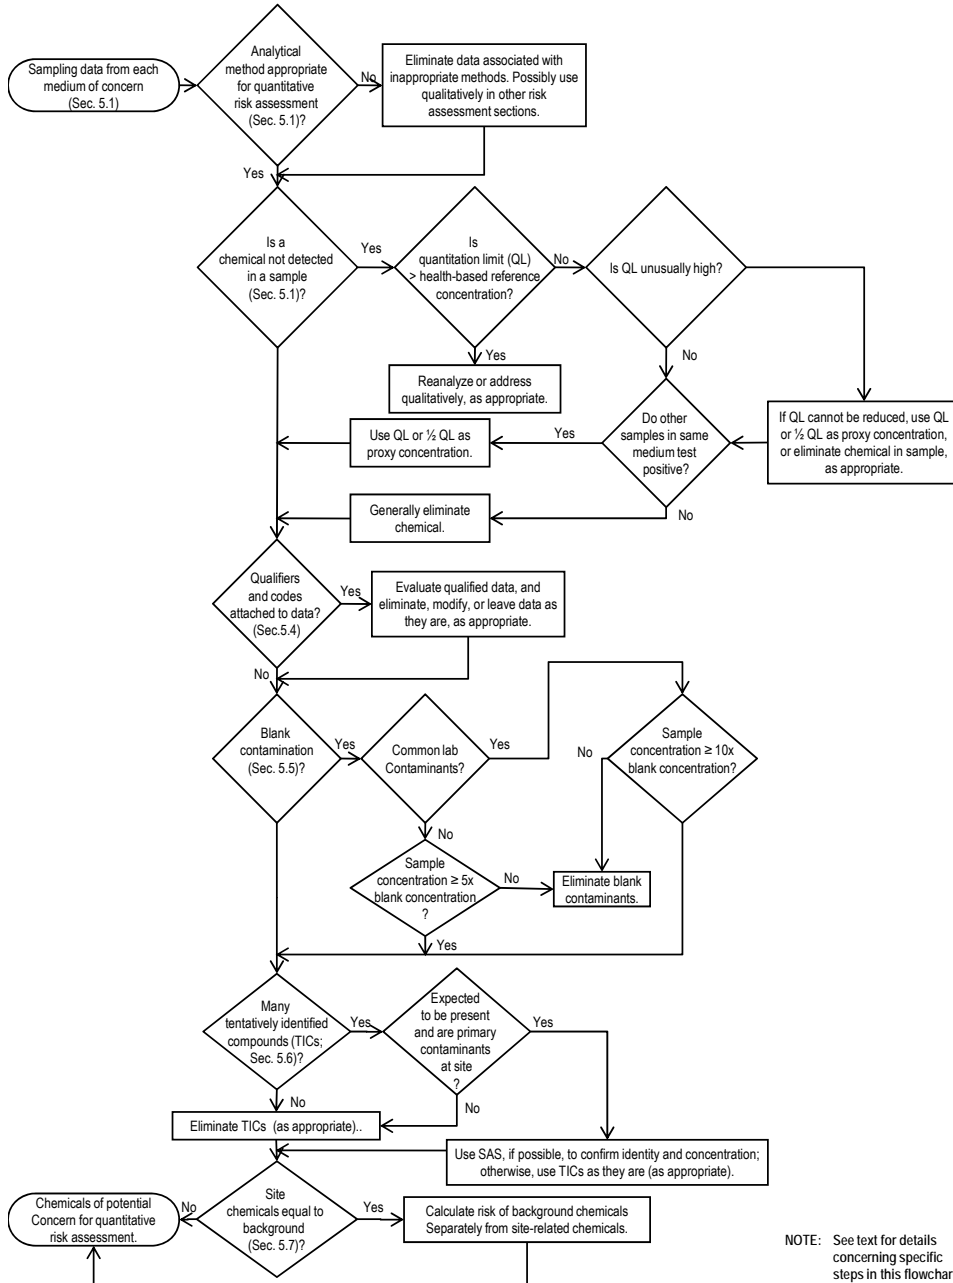 Sampling data from each
medium of concern
(Sec. 5.1)
Analytical
method appropriate
for quantitative
risk assessment
(Sec. 5.1)?
No
Eliminate data associated with
inappropriate methods. Possibly use
qualitatively in other risk
assessment sections.
Yes
Is a
chemical not detected
in a sample
(Sec. 5.1)?
Yes
Is
quantitation limit (QL)
> health-based reference
concentration?
No
Is QL unusually high?
Yes
Reanalyze or address
qualitatively, as appropriate.
No
Do other
samples in same
medium test
positive?
If QL cannot be reduced, use QL
or ½ QL as proxy concentration,
or eliminate chemical in sample,
as appropriate.
Yes
Use QL or ½ QL as
proxy concentration.
No
Generally eliminate
chemical.
Qualifiers
and codes
attached to data?
(Sec.5.4)
Yes
Evaluate qualified data, and
eliminate, modify, or leave data as
they are, as appropriate.
No
Blank
contamination
(Sec. 5.5)?
Yes
Common lab
Contaminants?
Yes
Sample
concentration ≥ 10x
blank concentration?
No
No
Sample
concentration ≥ 5x
blank concentration
?
No
Eliminate blank
contaminants.
Yes
Many
tentatively identified
compounds (TICs;
Sec. 5.6)?
Yes
Expected
to be present
and are primary
contaminants
at site
?
Yes
No
No
Eliminate TICs (as appropriate)..
Use SAS, if possible, to confirm identity and concentration;
otherwise, use TICs as they are (as appropriate).
Site
chemicals equal to
background
(Sec. 5.7)?
No
Chemicals of potential
Concern for quantitative
risk assessment.
Yes
Calculate risk of background chemicals
Separately from site-related chemicals.
NOTE: See text for details
concerning specific
steps in this flowchar